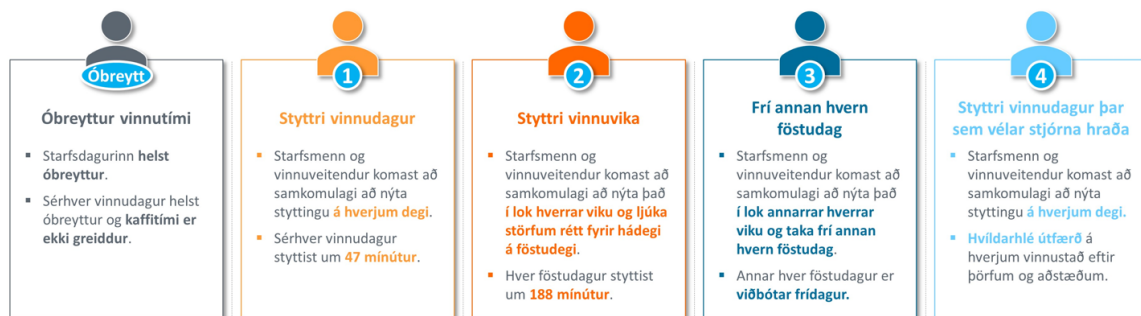 Óbreytt
Óbreyttur vinnutími
▪ Starfsdagurinn helst
óbreyttur.
▪ Sérhver vinnudagur helst
óbreyttur og kaffitími er
ekki greiddur.
1
Styttri vinnudagur
▪ Starfsmenn og
vinnuveitendur komast að
samkomulagi að nýta
styttingu á hverjum degi.
▪ Sérhver vinnudagur
styttist um 47 mínútur.
2
Styttri vinnuvika
▪ Starfsmenn og
vinnuveitendur komast að
samkomulagi að nýta það
í lok hverrar viku og ljúka
störfum rétt fyrir hádegi
á föstudegi.
▪ Hver föstudagur styttist
um 188 mínútur.
3
Frí annan hvern
föstudag
▪ Starfsmenn og
vinnuveitendur komast að
samkomulagi að nýta það
í lok annarrar hverrar
viku og taka frí annan
hvern föstudag.
▪ Annar hver föstudagur er
viðbótar frídagur.
4
Styttri vinnudagur þar
sem vélar stjórna hraða
▪ Starfsmenn og
vinnuveitendur komast að
samkomulagi að nýta
styttingu á hverjum degi.
▪ Hvíldarhlé útfærð á
hverjum vinnustað eftir
þörfum og aðstæðum.